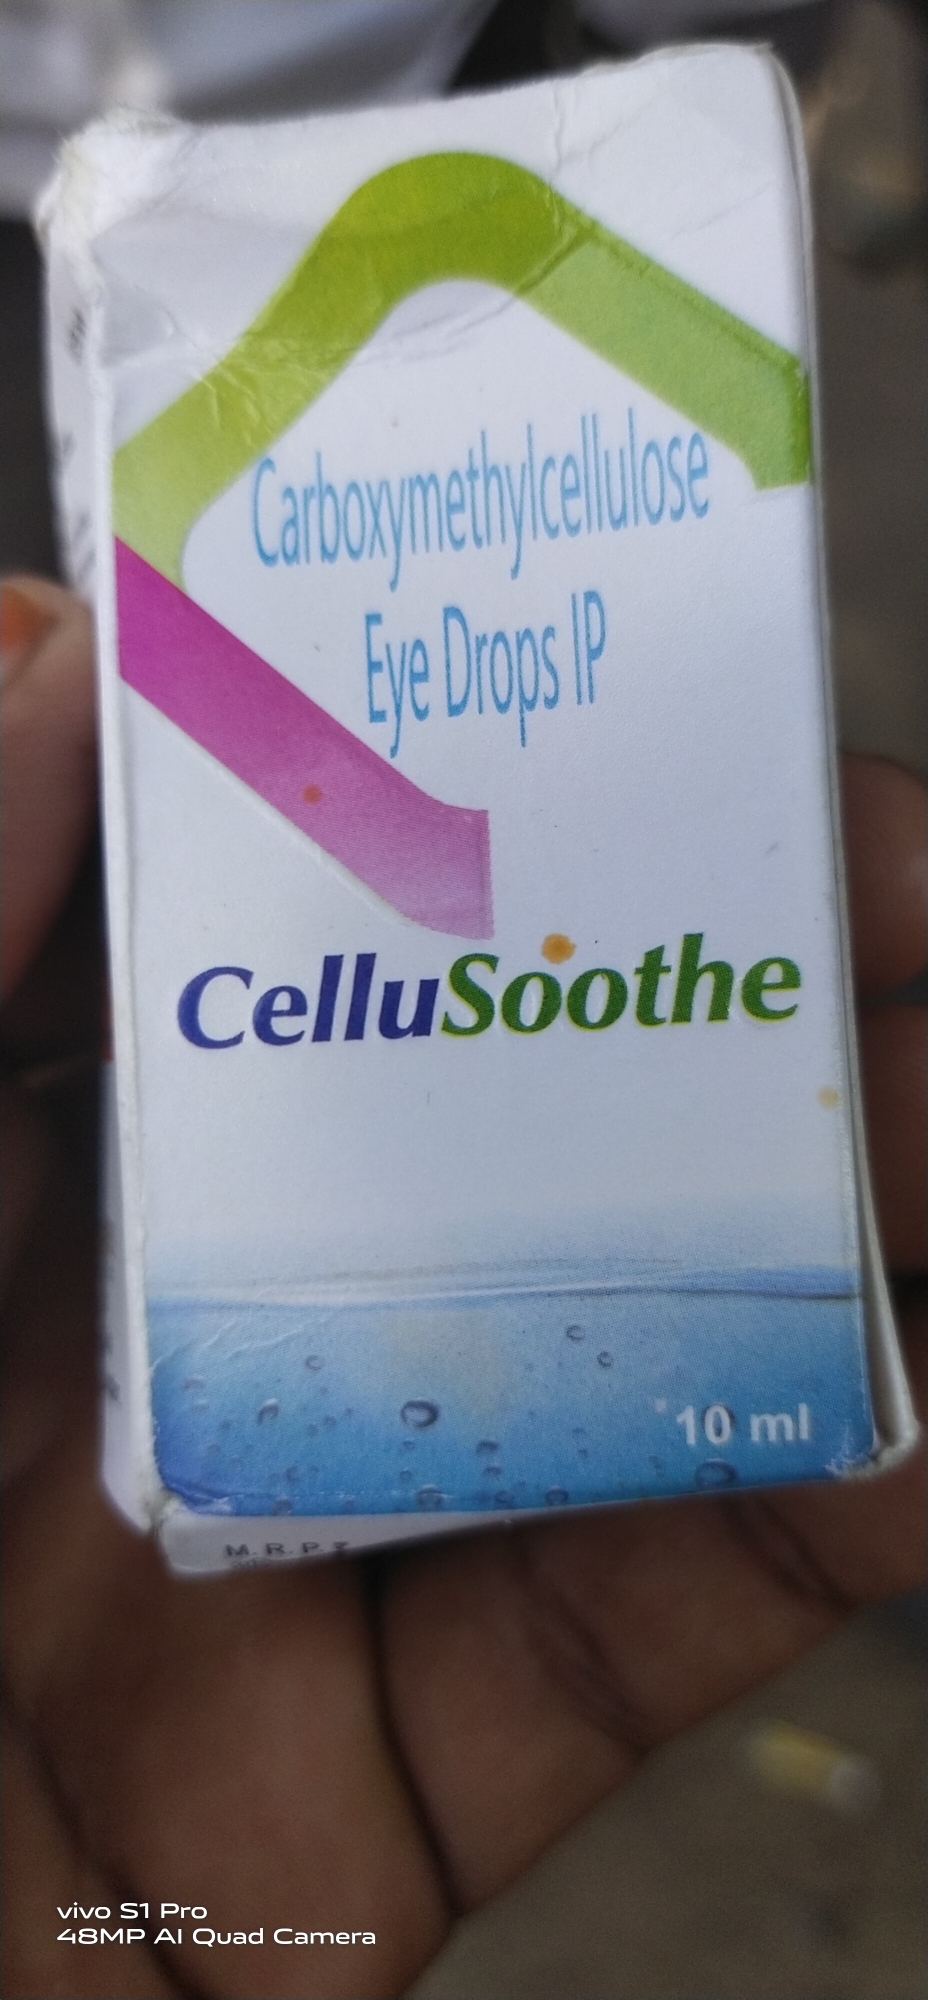 Carboxymethylcellulose
Eye Drops IP
CelluSoothe
10 ml
M.R.P.₹
vivo S1 Pro
48MP AI Quad Camera